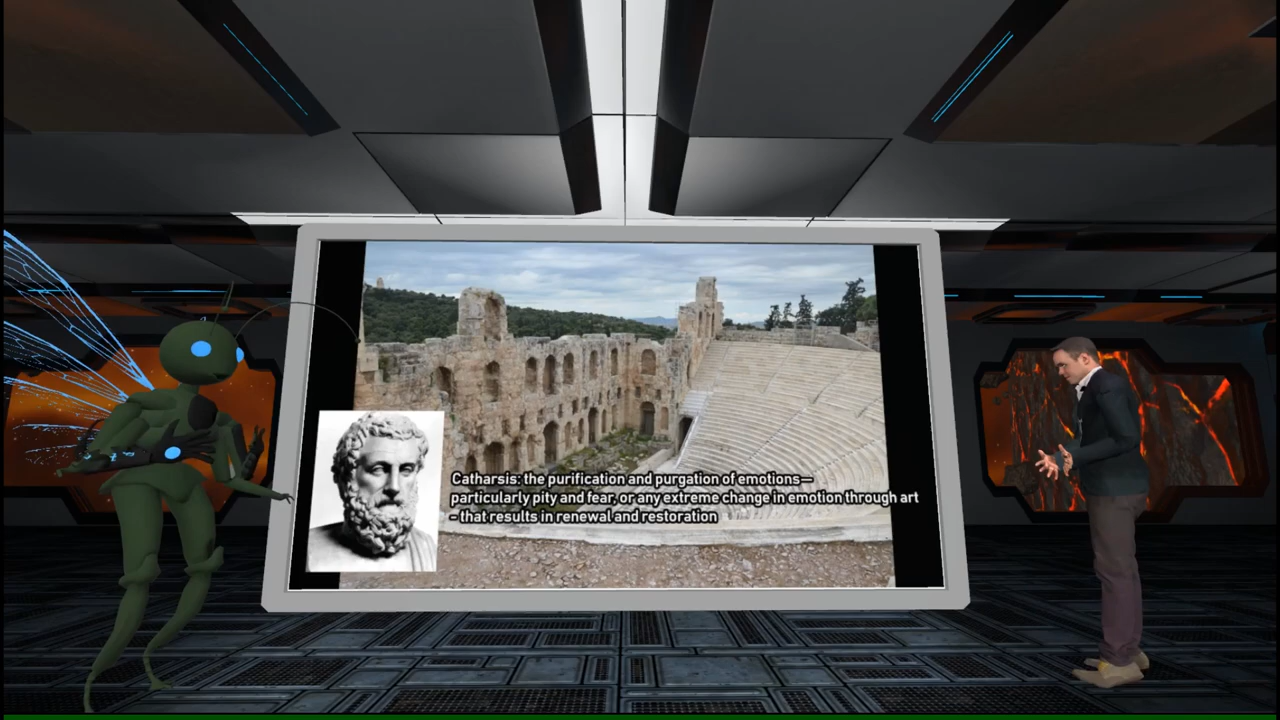 Catharsis: the purification and purgation of emotions—
particularly pity and fear, or any extreme change in emotion through art
- that results in renewal and restoration